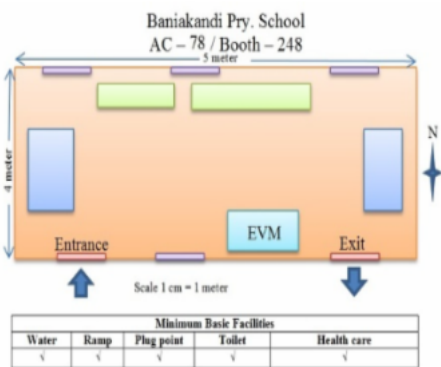 Baniakandi Pry. School
AC – 78 / Booth – 248
5 meter
4 meter
N
EVM
Entrance
Exit
Scale 1 cm = 1 meter
Minimum Basic Facilities
Water Ramp Plug point Toilet Health care
√ √ √ √ √